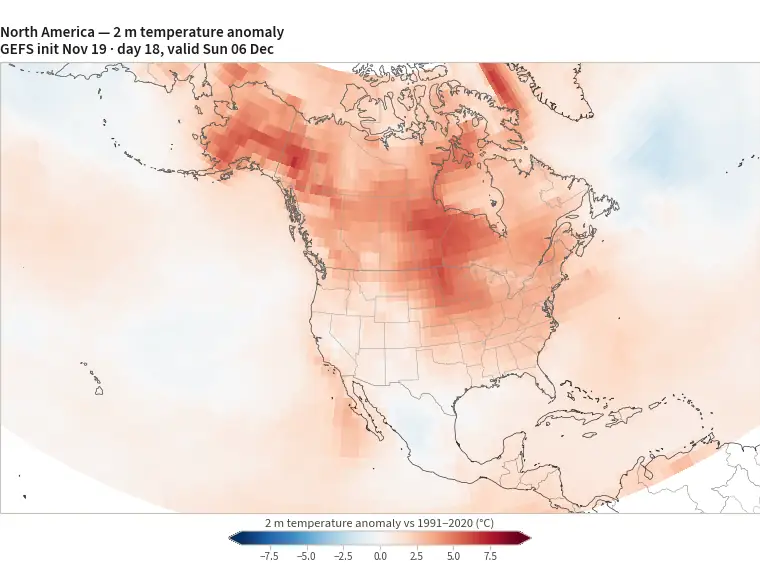 North America — 2 m temperature anomaly
GEFS init Nov 19 · day 18, valid Sun 06 Dec
2 m temperature anomaly vs 1991–2020 (°C)
−7.5 −5.0 −2.5 0.0 2.5 5.0 7.5